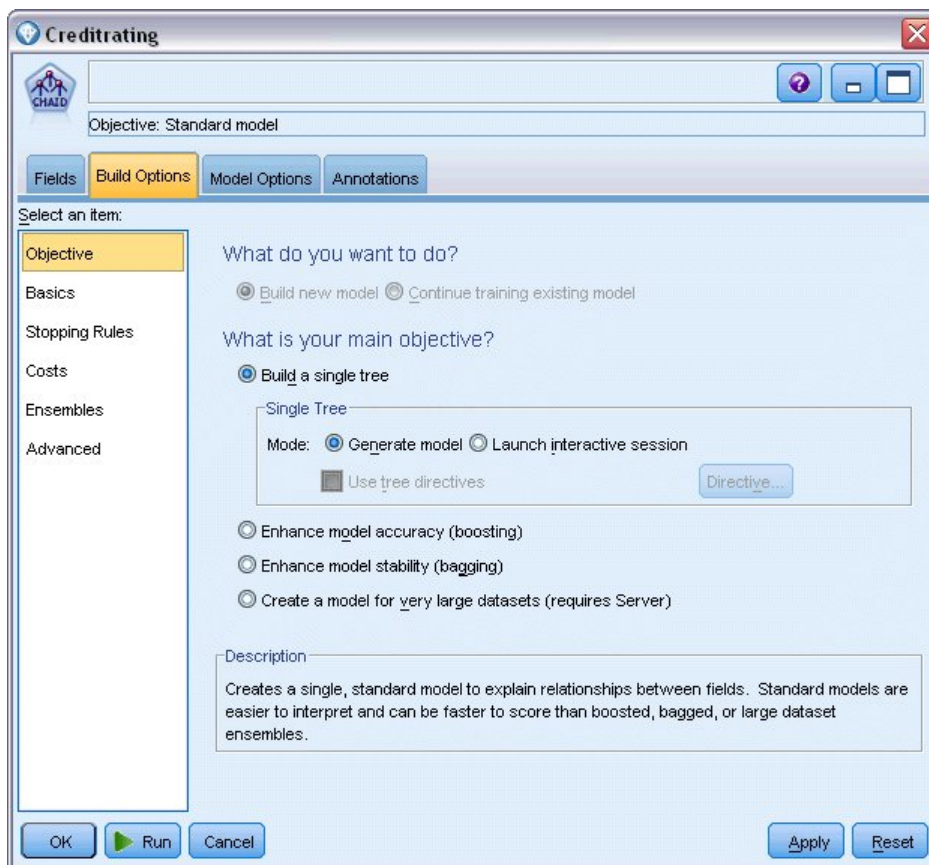 Creditrating
CHAID
Objective: Standard model
Fields
Build Options
Model Options
Annotations
Select an item:
Objective
Basics
Stopping Rules
Costs
Ensembles
Advanced
What do you want to do?
Build new model
Continue training existing model
What is your main objective?
Build a single tree
Single Tree
Mode:
Generate model
Launch interactive session
Use tree directives
Directive...
Enhance model accuracy (boosting)
Enhance model stability (bagging)
Create a model for very large datasets (requires Server)
Description
Creates a single, standard model to explain relationships between fields. Standard models are
easier to interpret and can be faster to score than boosted, bagged, or large dataset
ensembles.
OK
Run
Cancel
Apply
Reset